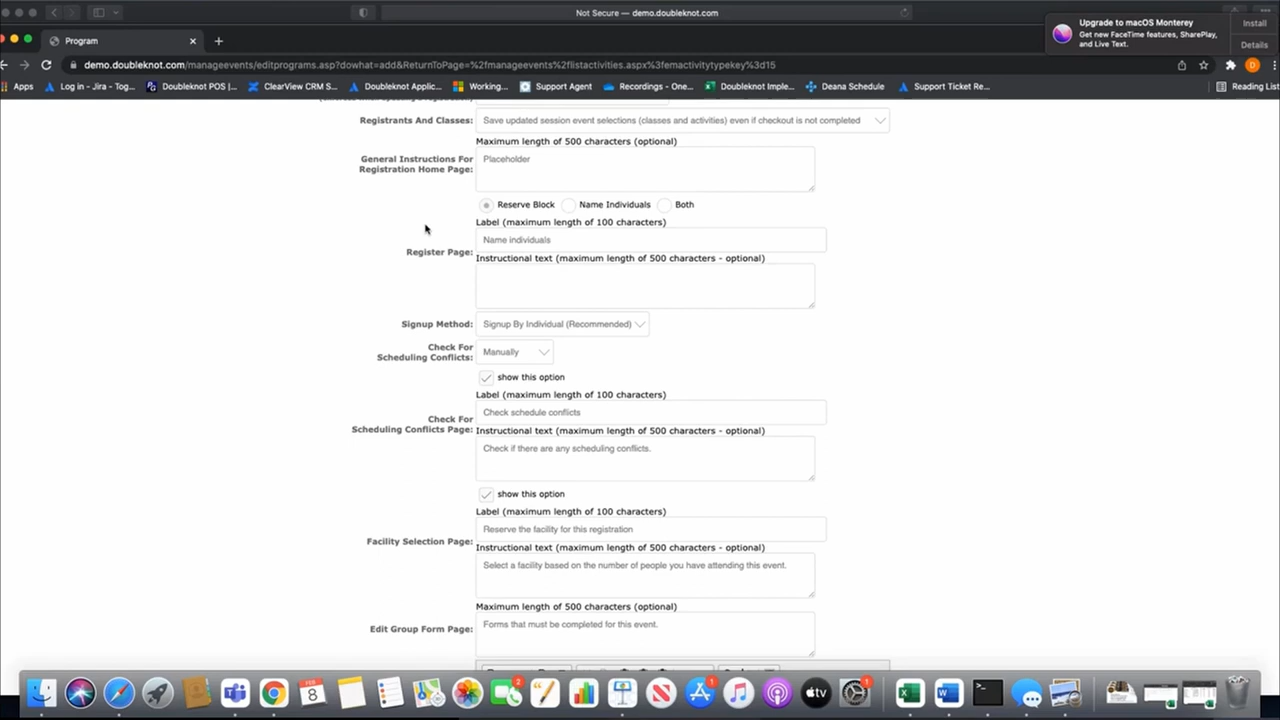 Not Secure — demo.doubleknot.com
Upgrade to macOS Monterey
Get new FaceTime features, SharePlay,
and Live Text.
Install
Details
Program
demo.doubleknot.com/manageevents/editprograms.asp?dowhat=add&ReturnToPage=%2fmanageevents%2flistactivities.aspx%3femactivitytypekey%3d15
Apps
Log in - Jira - Tog...
Doubleknot POS |...
ClearView CRM S...
Doubleknot Applic...
Working...
Support Agent
Recordings - One...
Doubleknot Imple...
Deana Schedule
Support Ticket Re...
Reading List
Registrants And Classes:
Save updated session event selections (classes and activities) even if checkout is not completed
Maximum length of 500 characters (optional)
General Instructions For
Registration Home Page:
Placeholder
Reserve Block
Name Individuals
Both
Label (maximum length of 100 characters)
Register Page:
Name individuals
Instructional text (maximum length of 500 characters - optional)
Signup Method:
Signup By Individual (Recommended)
Check For
Scheduling Conflicts:
Manually
show this option
Label (maximum length of 100 characters)
Check For
Scheduling Conflicts Page:
Check schedule conflicts
Instructional text (maximum length of 500 characters - optional)
Check if there are any scheduling conflicts.
show this option
Label (maximum length of 100 characters)
Facility Selection Page:
Reserve the facility for this registration
Instructional text (maximum length of 500 characters - optional)
Select a facility based on the number of people you have attending this event.
Maximum length of 500 characters (optional)
Edit Group Form Page:
Forms that must be completed for this event.
FEB
8
2
1
1
tv